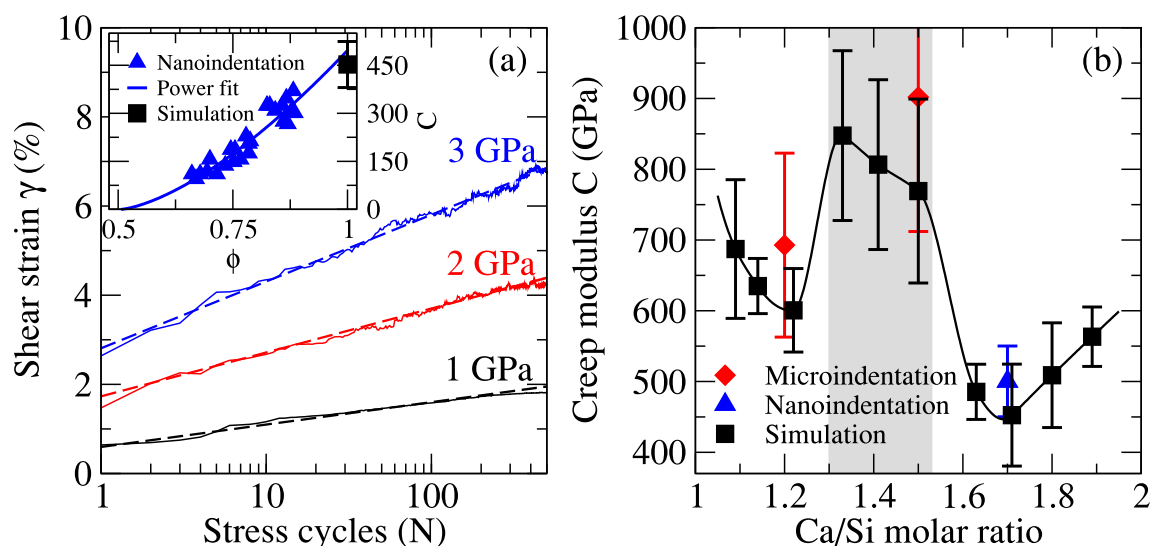 (a)
Shear strain γ (%)
10
8
6
4
2
0
1
10
100
Stress cycles (N)
3 GPa
2 GPa
1 GPa
Nanoindentation
Power fit
Simulation
450
300
150
0
C
0.5
0.75
1
ϕ
(b)
Creep modulus C (GPa)
1000
900
800
700
600
500
400
Microindentation
Nanoindentation
Simulation
1
1.2
1.4
1.6
1.8
2
Ca/Si molar ratio